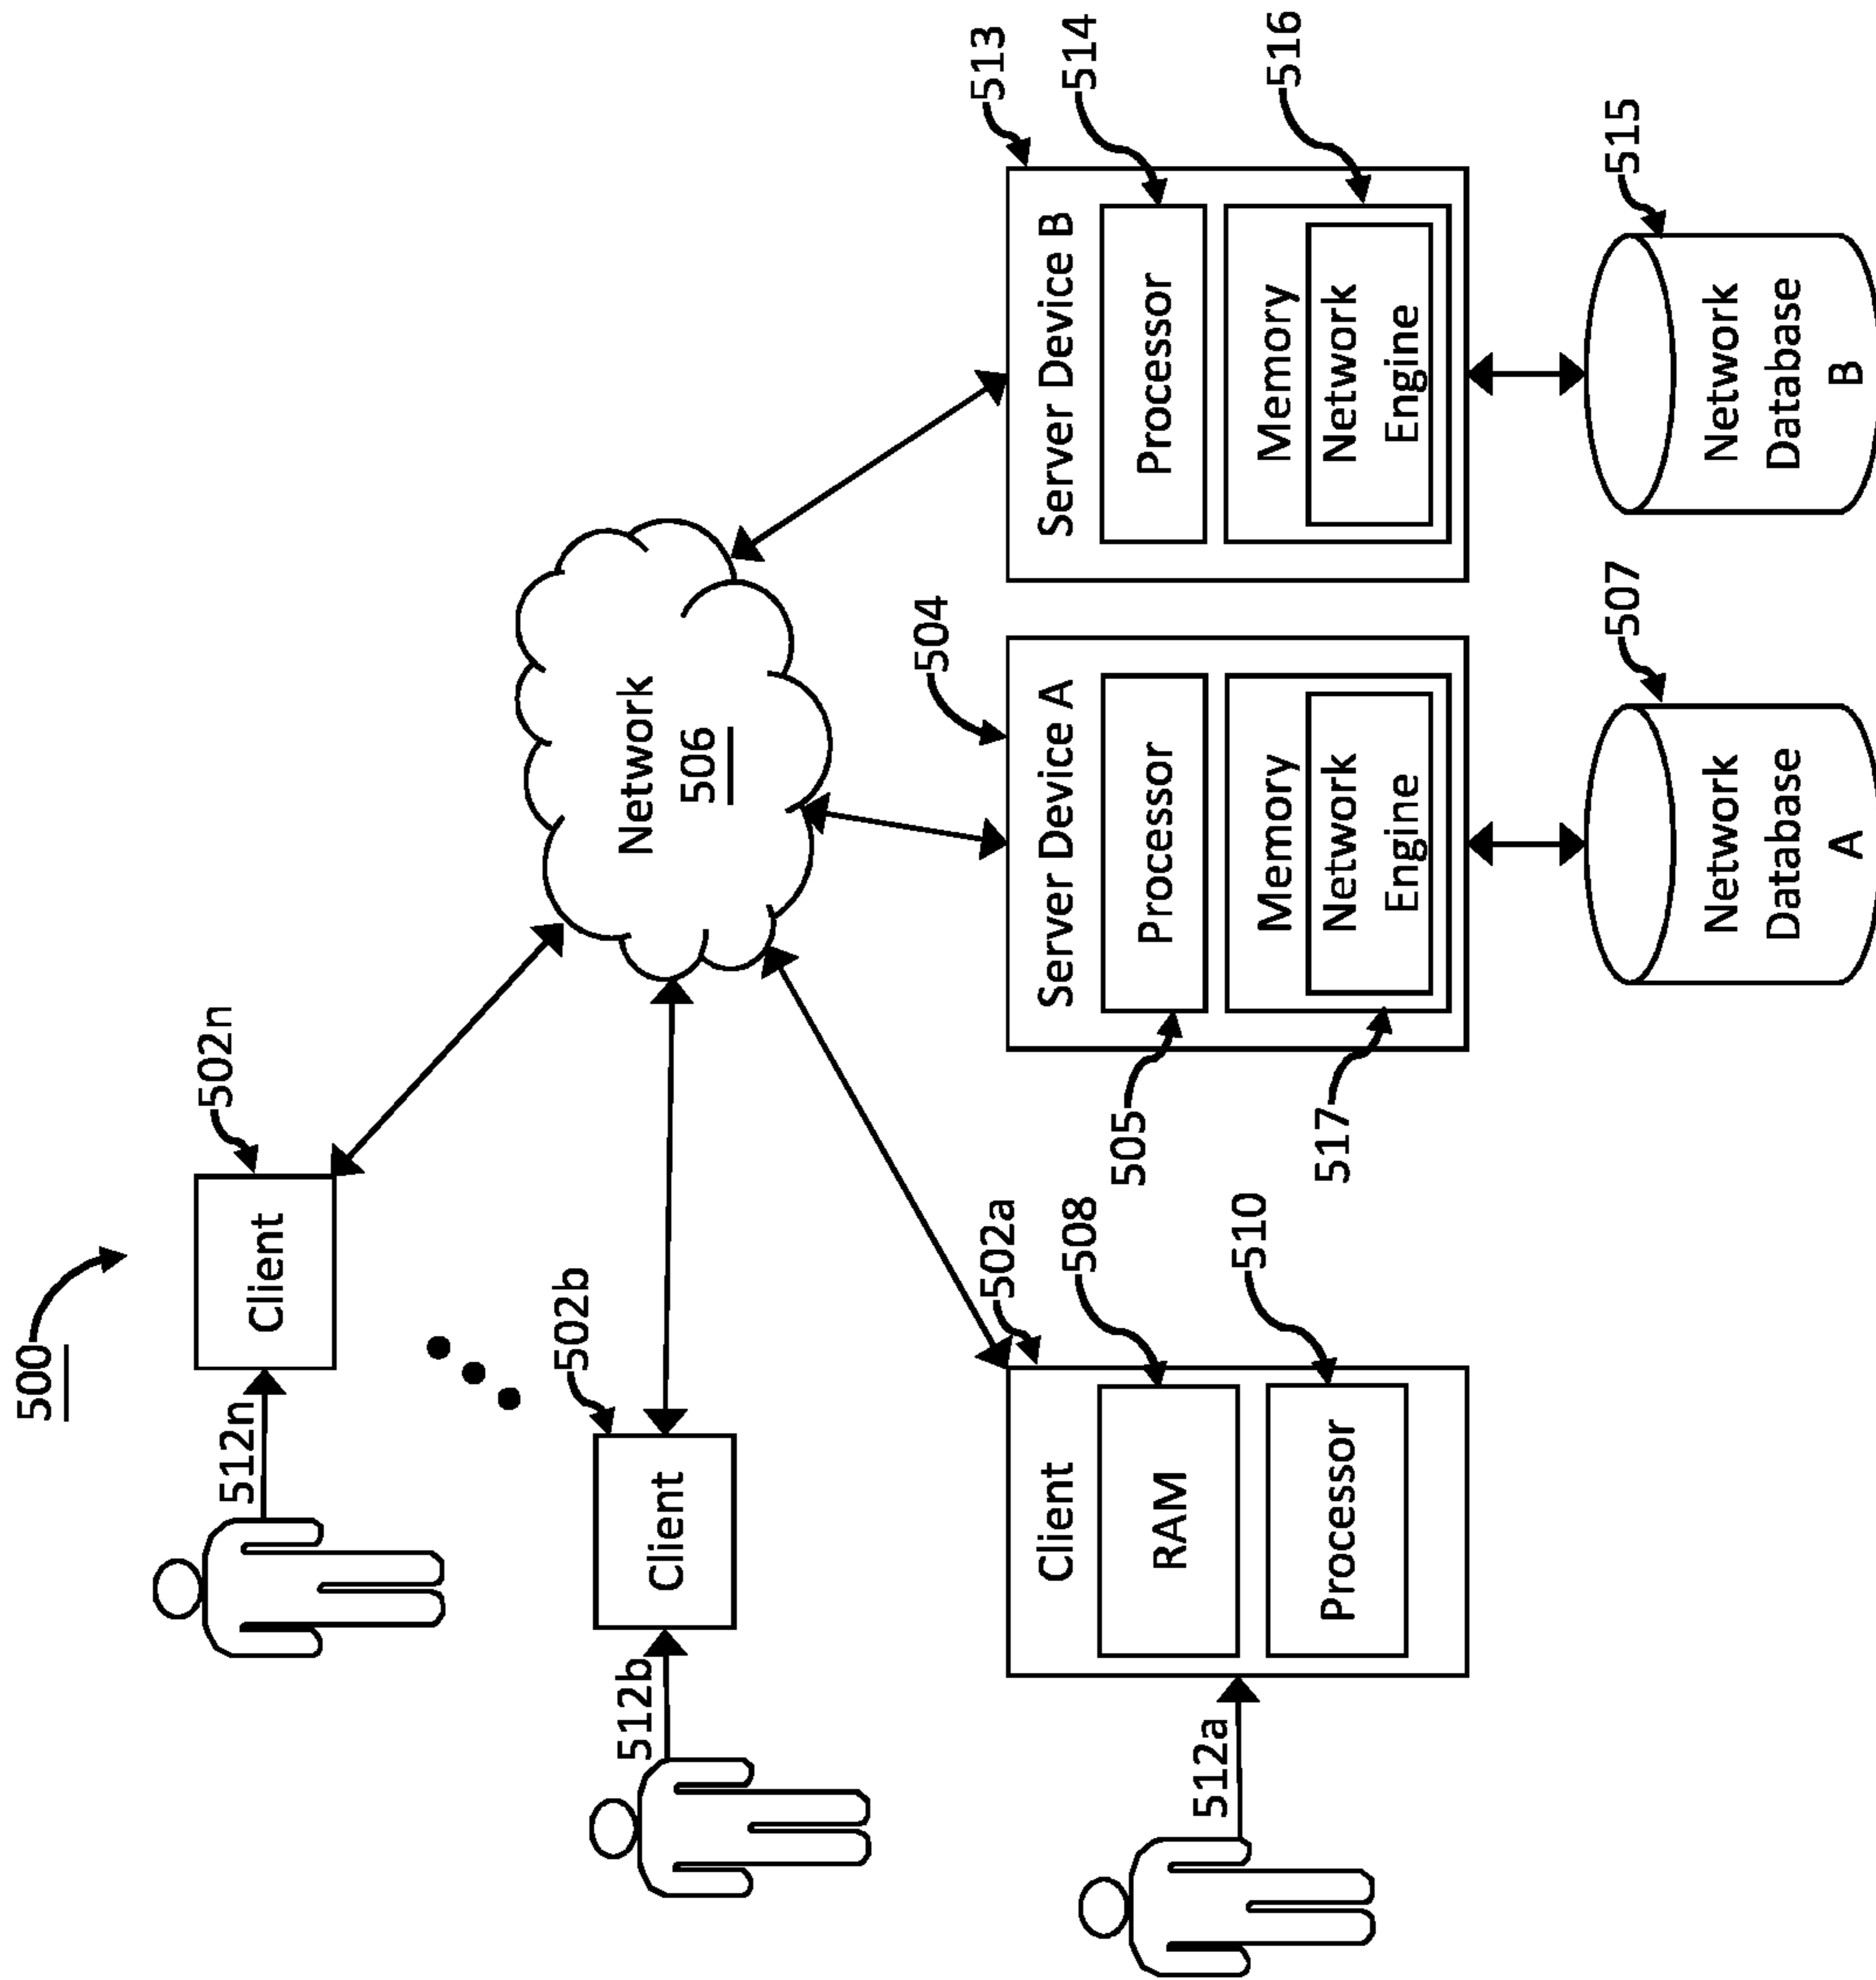 500
512n
Client
502n
512b
Client
502b
Network
506
512a
Client
502a
RAM
508
Processor
510
Server Device A
504
Processor
505
Memory
Network
Engine
517
Network
Database
A
507
Server Device B
513
Processor
514
Memory
516
Network
Engine
Network
Database
B
515